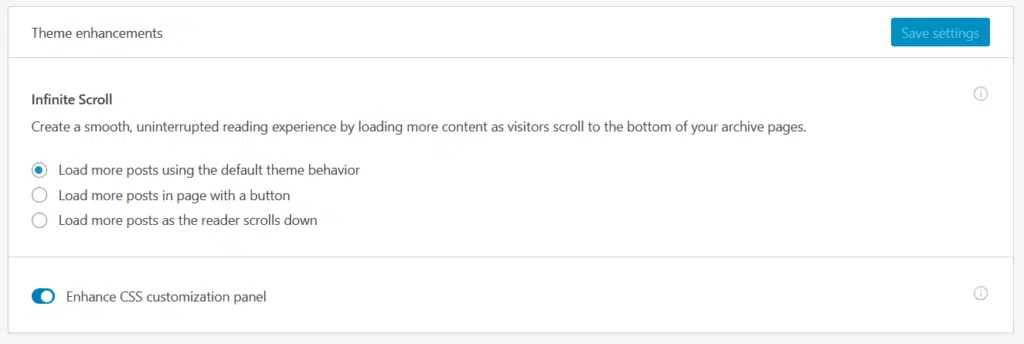 Theme enhancements
Save settings
Infinite Scroll
Create a smooth, uninterrupted reading experience by loading more content as visitors scroll to the bottom of your archive pages.
Load more posts using the default theme behavior
Load more posts in page with a button
Load more posts as the reader scrolls down
Enhance CSS customization panel